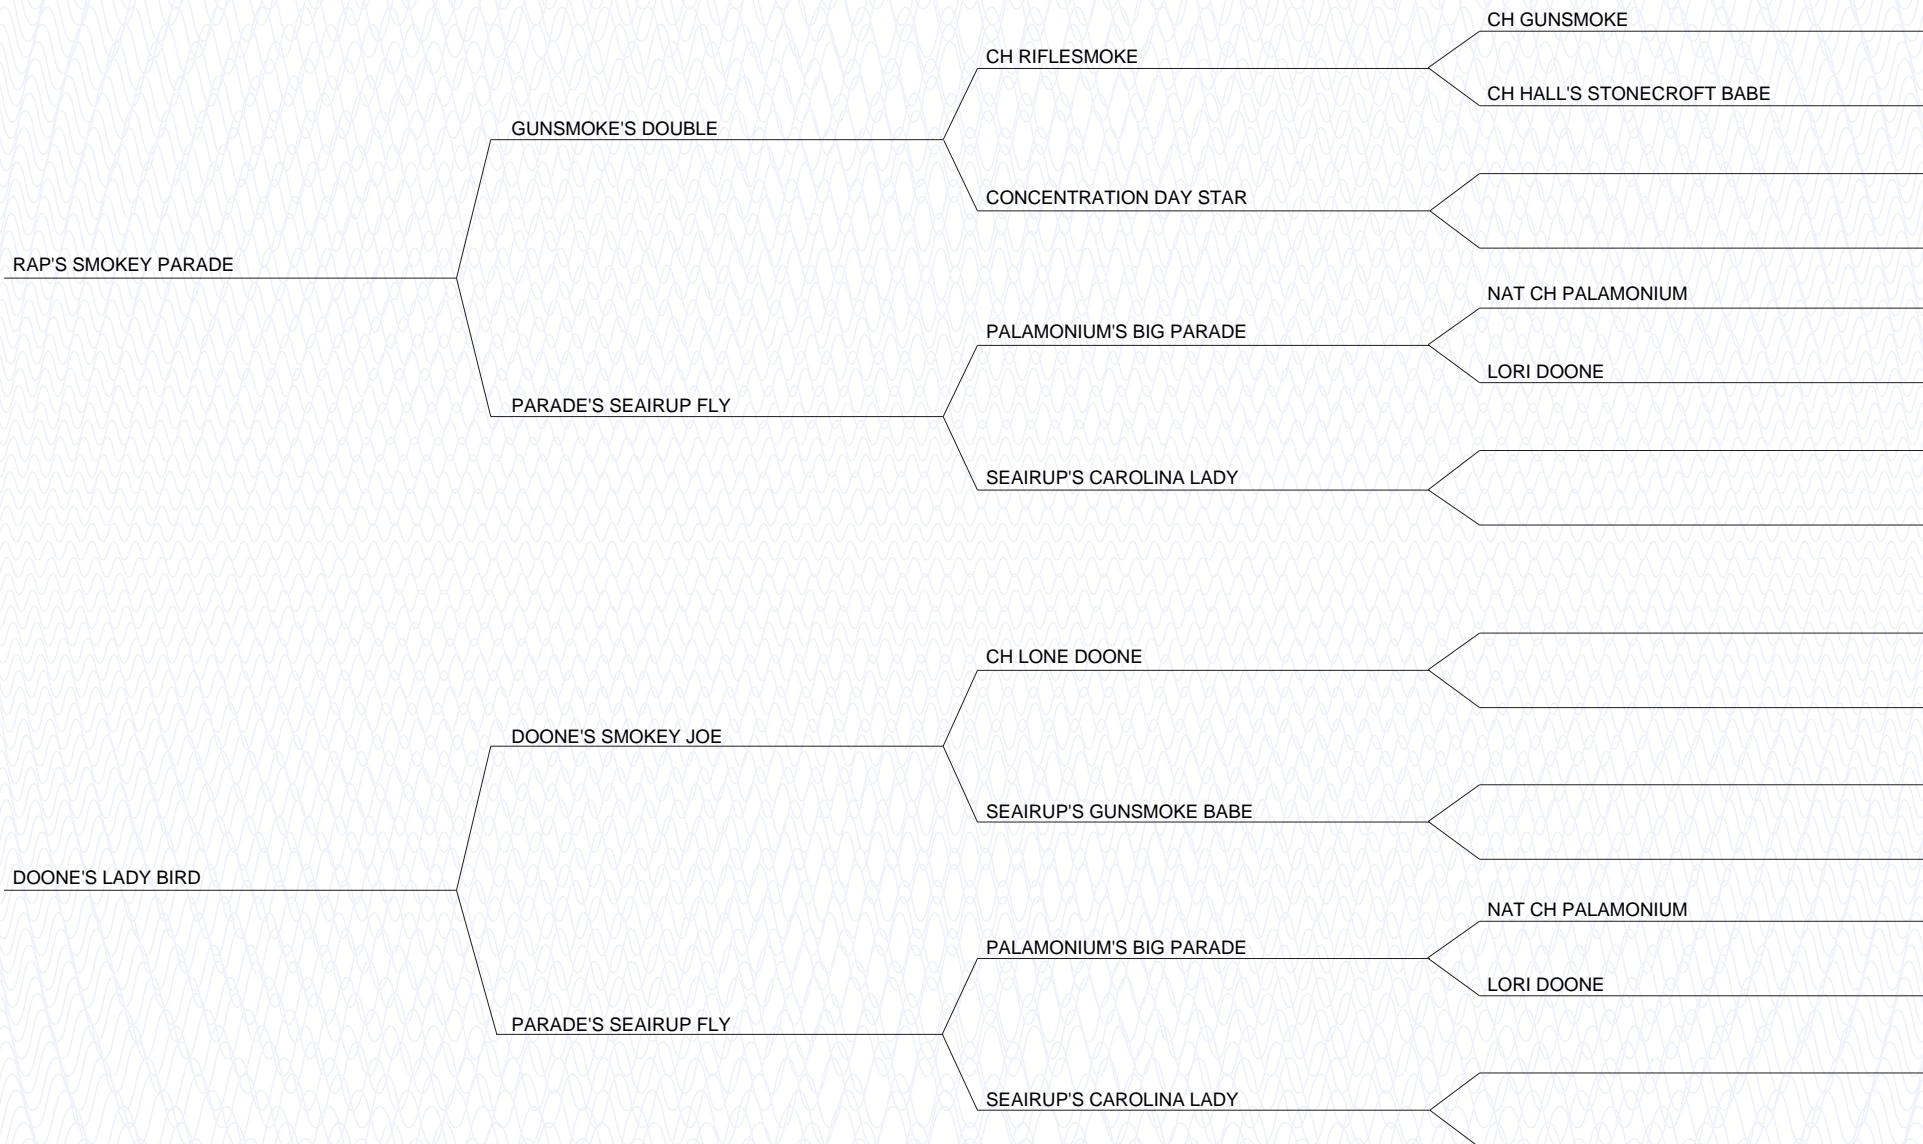 CH GUNSMOKE
CH RIFLESMOKE
CH HALL'S STONECROFT BABE
GUNSMOKE'S DOUBLE
CONCENTRATION DAY STAR
RAP'S SMOKEY PARADE
NAT CH PALAMONIUM
PALAMONIUM'S BIG PARADE
LORI DOONE
PARADE'S SEAIRUP FLY
SEAIRUP'S CAROLINA LADY
CH LONE DOONE
DOONE'S SMOKEY JOE
SEAIRUP'S GUNSMOKE BABE
DOONE'S LADY BIRD
NAT CH PALAMONIUM
PALAMONIUM'S BIG PARADE
LORI DOONE
PARADE'S SEAIRUP FLY
SEAIRUP'S CAROLINA LADY